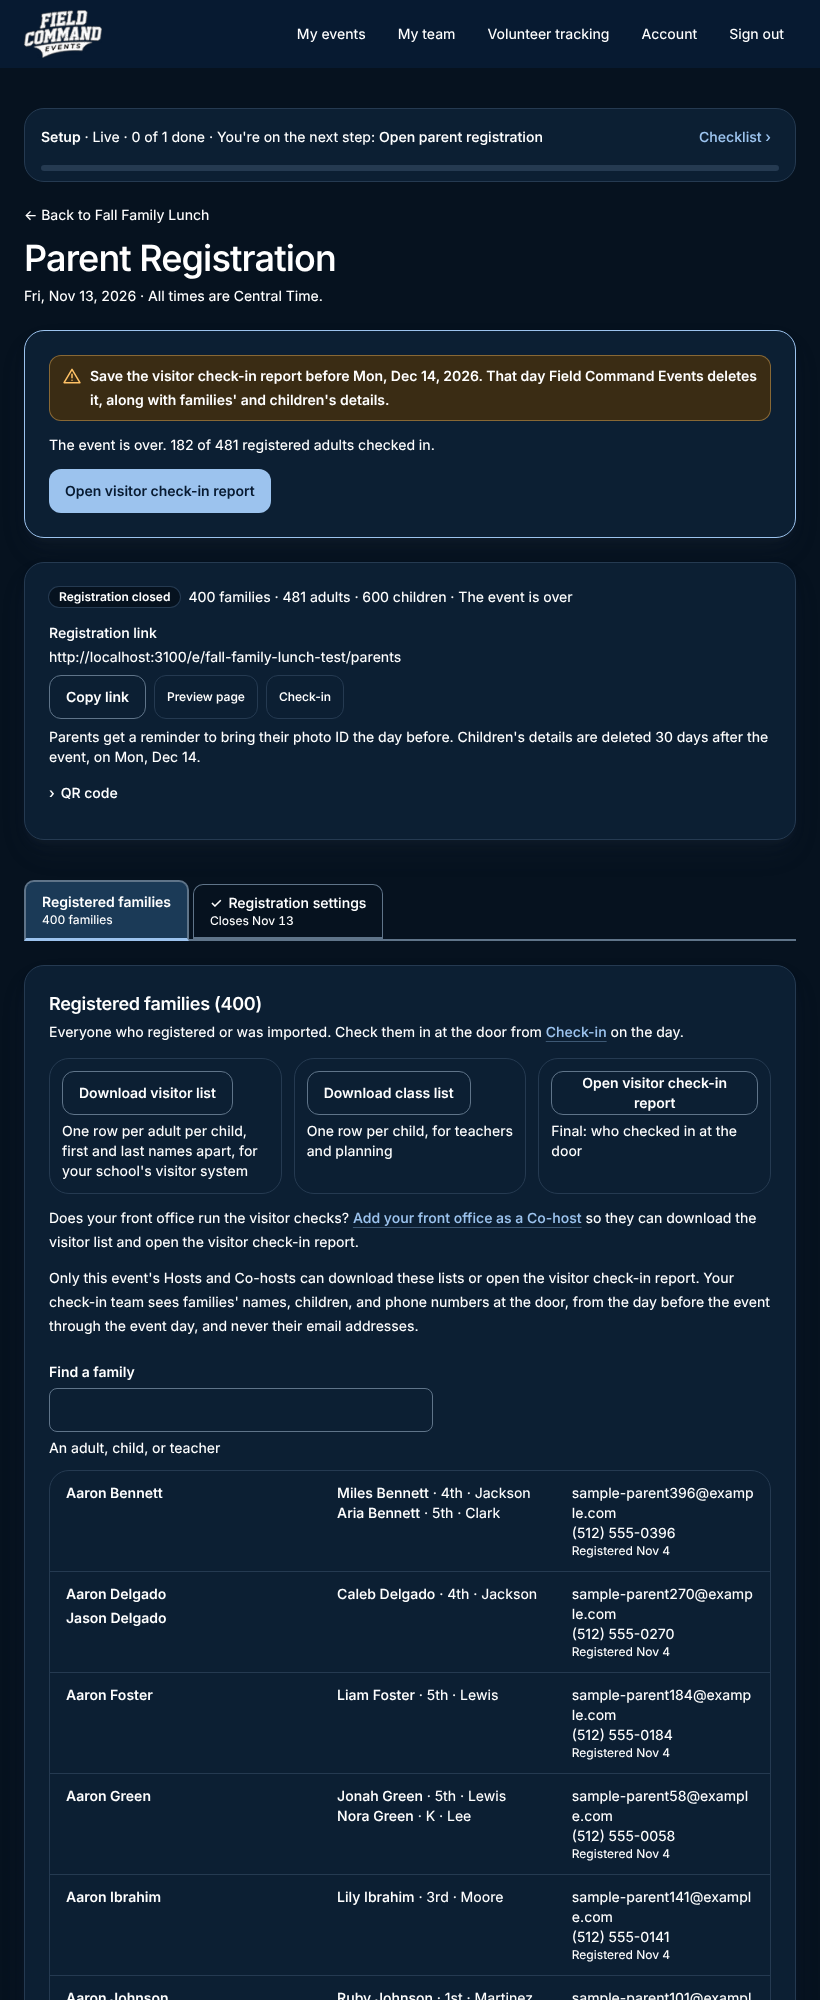 FIELD
COMMAND
EVENTS
My events
My team
Volunteer tracking
Account
Sign out
Setup · Live · 0 of 1 done · You're on the next step: Open parent registration
Checklist ›
← Back to Fall Family Lunch
Parent Registration
Fri, Nov 13, 2026 · All times are Central Time.
Save the visitor check-in report before Mon, Dec 14, 2026. That day Field Command Events deletes
it, along with families' and children's details.
The event is over. 182 of 481 registered adults checked in.
Open visitor check-in report
Registration closed
400 families · 481 adults · 600 children · The event is over
Registration link
http://localhost:3100/e/fall-family-lunch-test/parents
Copy link
Preview page
Check-in
Parents get a reminder to bring their photo ID the day before. Children's details are deleted 30 days after the
event, on Mon, Dec 14.
› QR code
Registered families
400 families
✓ Registration settings
Closes Nov 13
Registered families (400)
Everyone who registered or was imported. Check them in at the door from Check-in on the day.
Download visitor list
One row per adult per child,
first and last names apart, for
your school's visitor system
Download class list
One row per child, for teachers
and planning
Open visitor check-in
report
Final: who checked in at the
door
Does your front office run the visitor checks? Add your front office as a Co-host so they can download the
visitor list and open the visitor check-in report.
Only this event's Hosts and Co-hosts can download these lists or open the visitor check-in report. Your
check-in team sees families' names, children, and phone numbers at the door, from the day before the event
through the event day, and never their email addresses.
Find a family
An adult, child, or teacher
Aaron Bennett
Miles Bennett · 4th · Jackson
Aria Bennett · 5th · Clark
sample-parent396@examp
le.com
(512) 555-0396
Registered Nov 4
Aaron Delgado
Jason Delgado
Caleb Delgado · 4th · Jackson
sample-parent270@examp
le.com
(512) 555-0270
Registered Nov 4
Aaron Foster
Liam Foster · 5th · Lewis
sample-parent184@examp
le.com
(512) 555-0184
Registered Nov 4
Aaron Green
Jonah Green · 5th · Lewis
Nora Green · K · Lee
sample-parent58@exampl
e.com
(512) 555-0058
Registered Nov 4
Aaron Ibrahim
Lily Ibrahim · 3rd · Moore
sample-parent141@exampl
e.com
(512) 555-0141
Registered Nov 4
Aaron Johnson
Ruby Johnson · 1st · Martinez
sample-parent101@exampl